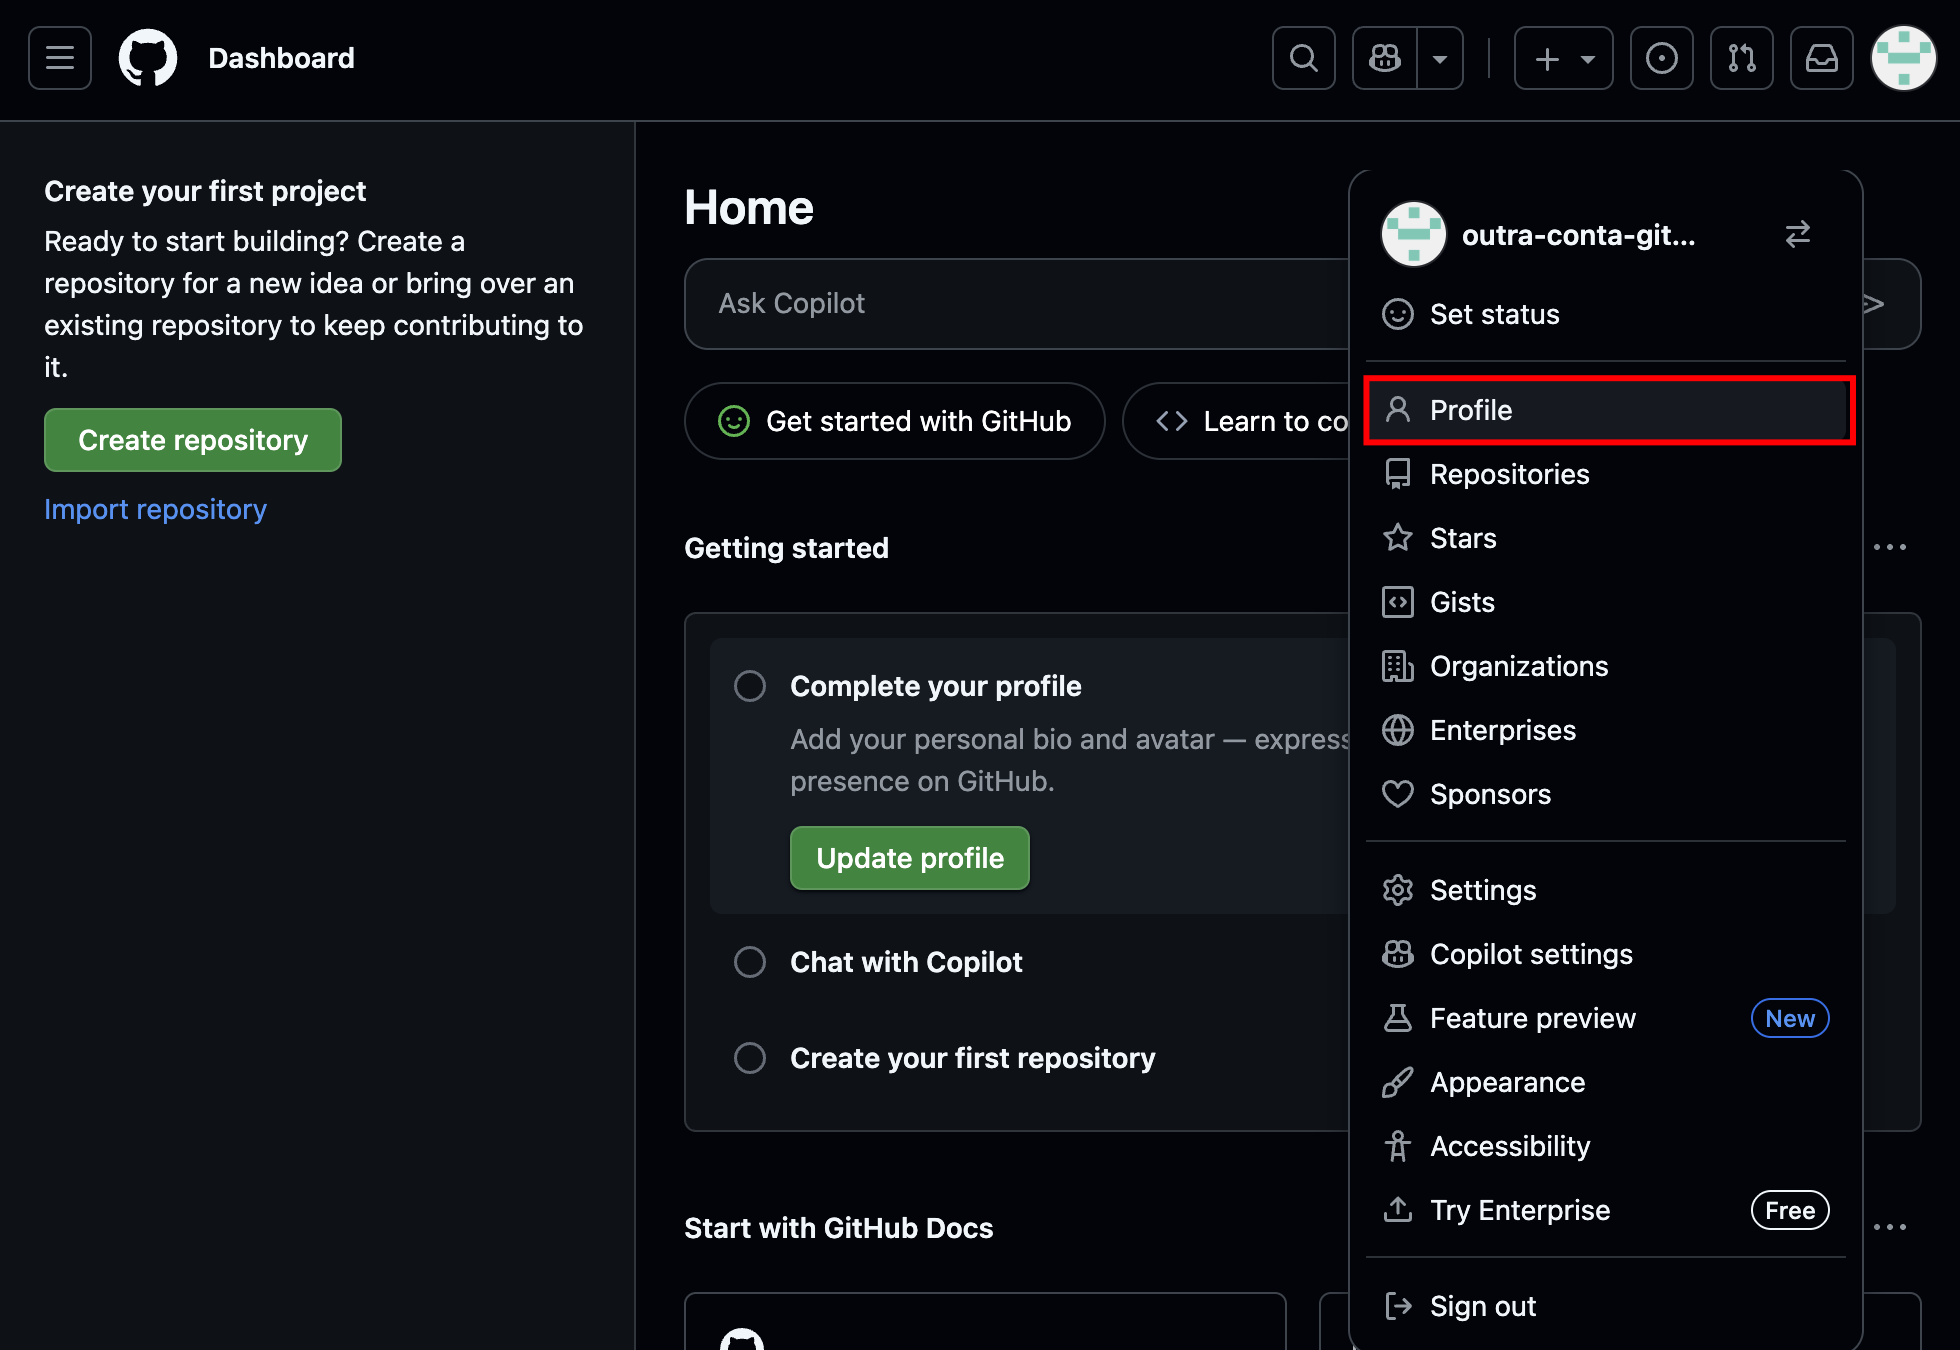 Dashboard
Create your first project
Ready to start building? Create a
repository for a new idea or bring over an
existing repository to keep contributing to
it.
Create repository
Import repository
Home
Ask Copilot
Get started with GitHub
Learn to co
Getting started
Complete your profile
Add your personal bio and avatar — express
presence on GitHub.
Update profile
Chat with Copilot
Create your first repository
Start with GitHub Docs
outra-conta-git...
Set status
Profile
Repositories
Stars
Gists
Organizations
Enterprises
Sponsors
Settings
Copilot settings
Feature preview New
Appearance
Accessibility
Try Enterprise Free
Sign out